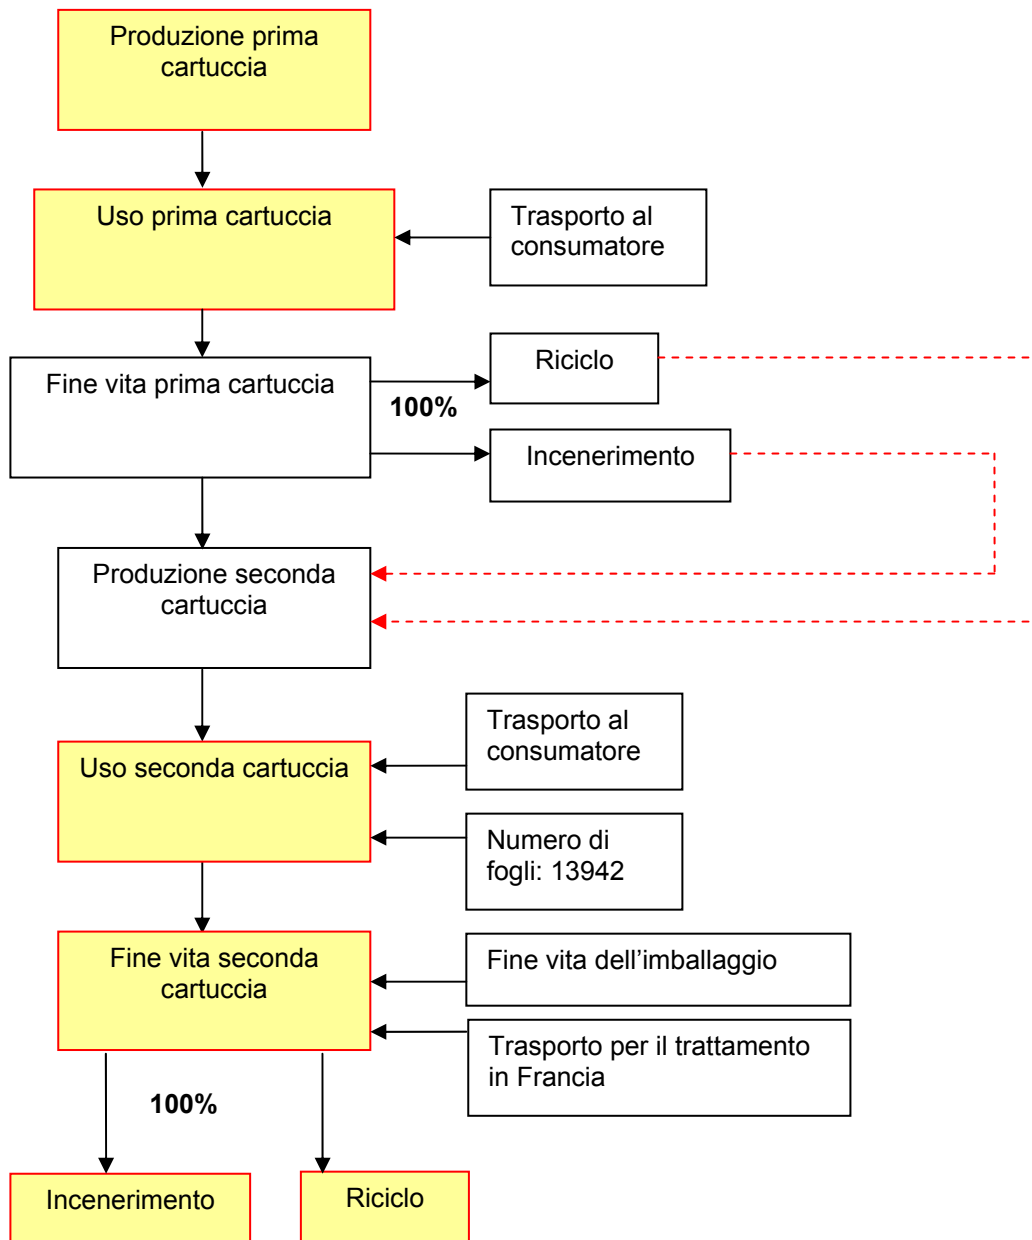 Produzione prima
cartuccia
Uso prima cartuccia
Trasporto al
consumatore
Fine vita prima cartuccia
Riciclo
100%
Incenerimento
Produzione seconda
cartuccia
Trasporto al
consumatore
Uso seconda cartuccia
Numero di
fogli: 13942
Fine vita seconda
cartuccia
Fine vita dell’imballaggio
Trasporto per il trattamento
in Francia
100%
Incenerimento
Riciclo